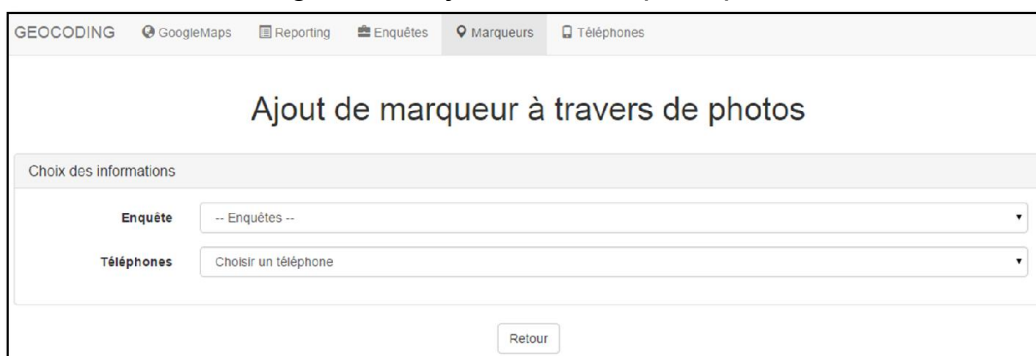 GEOCODING GoogleMaps Reporting Enquêtes Marqueurs Téléphones
Ajout de marqueur à travers de photos
Choix des informations
Enquête -- Enquêtes --
Téléphones Choisir un téléphone
Retour